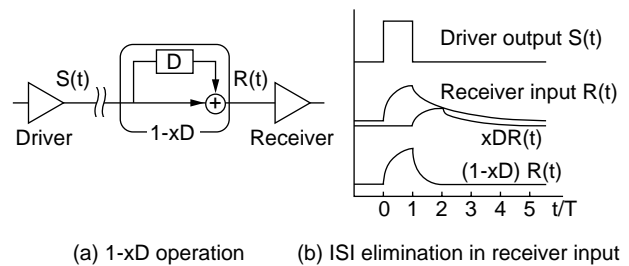 S(t)
D
R(t)
+
1-xD
Driver
Receiver
Driver output S(t)
Receiver input R(t)
xDR(t)
(1-xD) R(t)
0 1 2 3 4 5 t/T
(a) 1-xD operation
(b) ISI elimination in receiver input